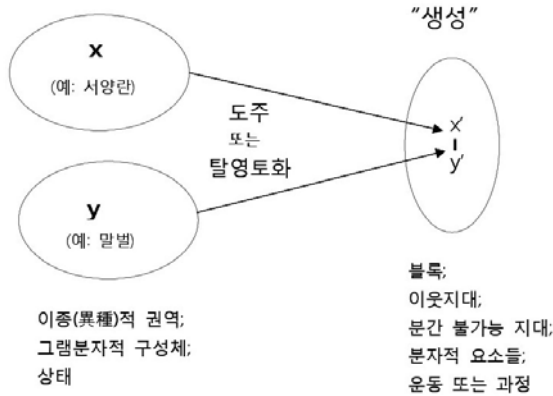 "생성"
x
(예: 서양란)
도주
또는
탈영토화
x'
y'
y
(예: 말벌)
이종(異種)적 권역;
그램분자적 구성체;
상태
블록;
이웃지대;
분간 불가능 지대;
분자적 요소들;
운동 또는 과정